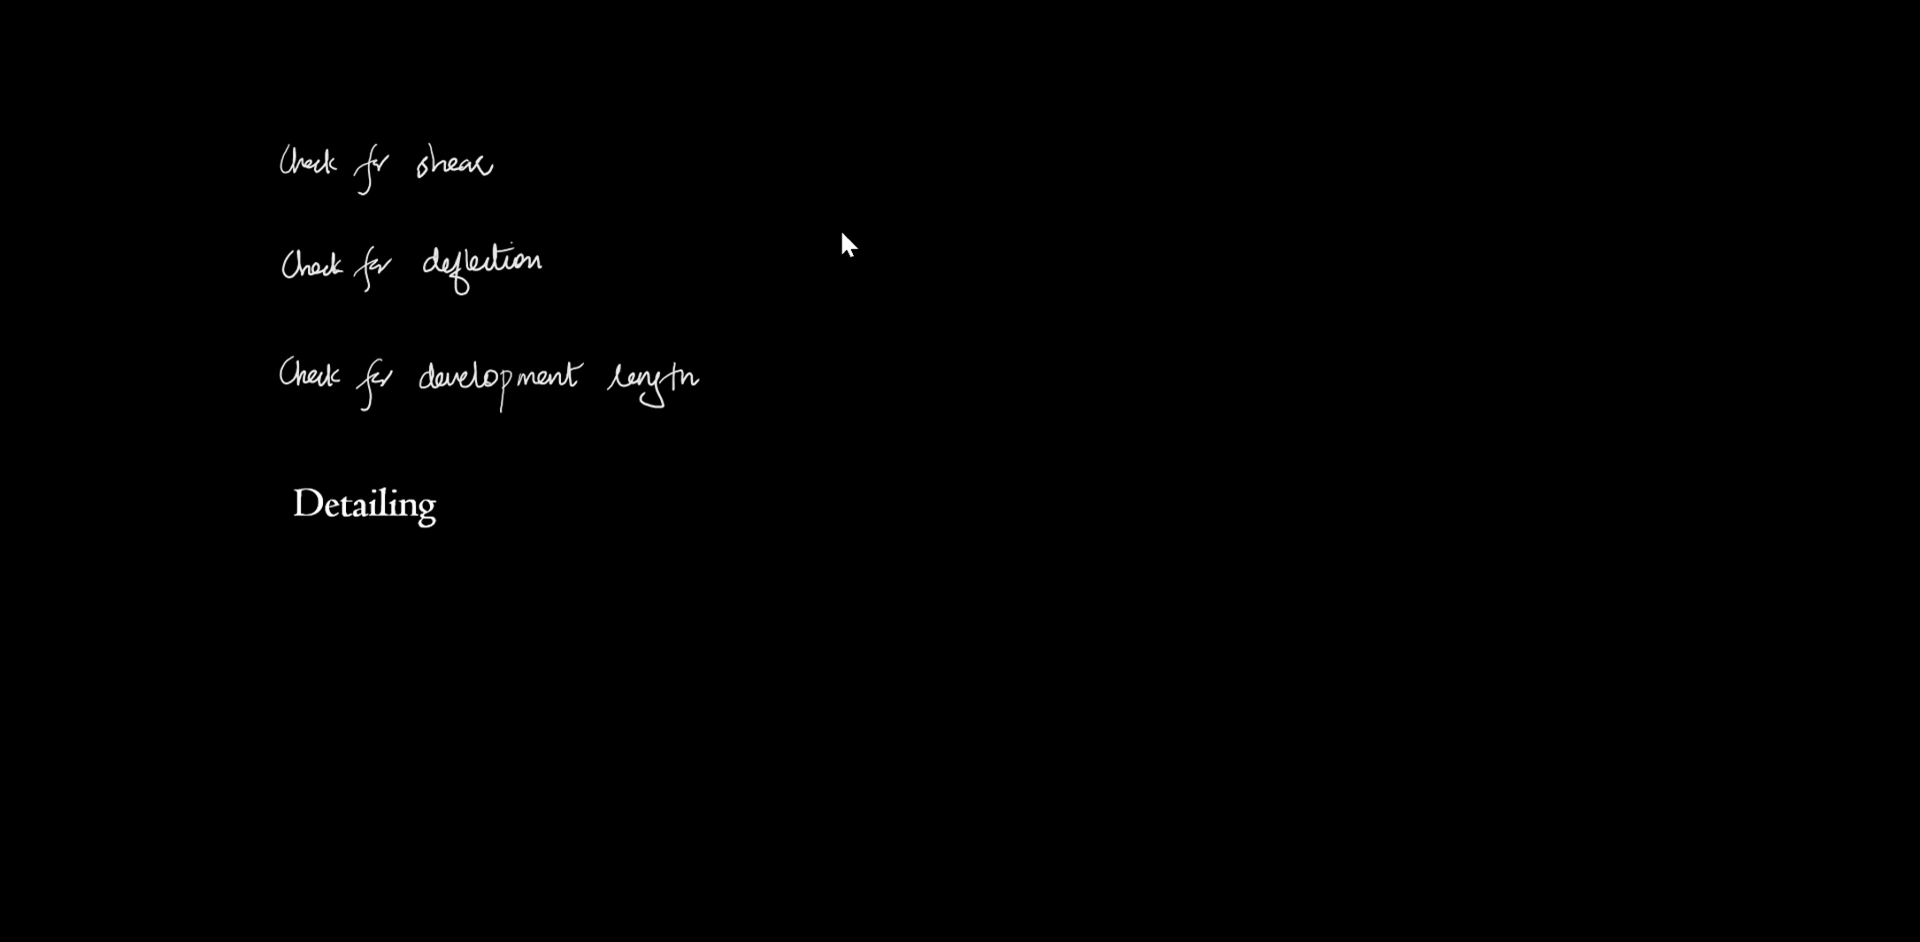 Check for shear
Check for deflection
Check for development length
Detailing